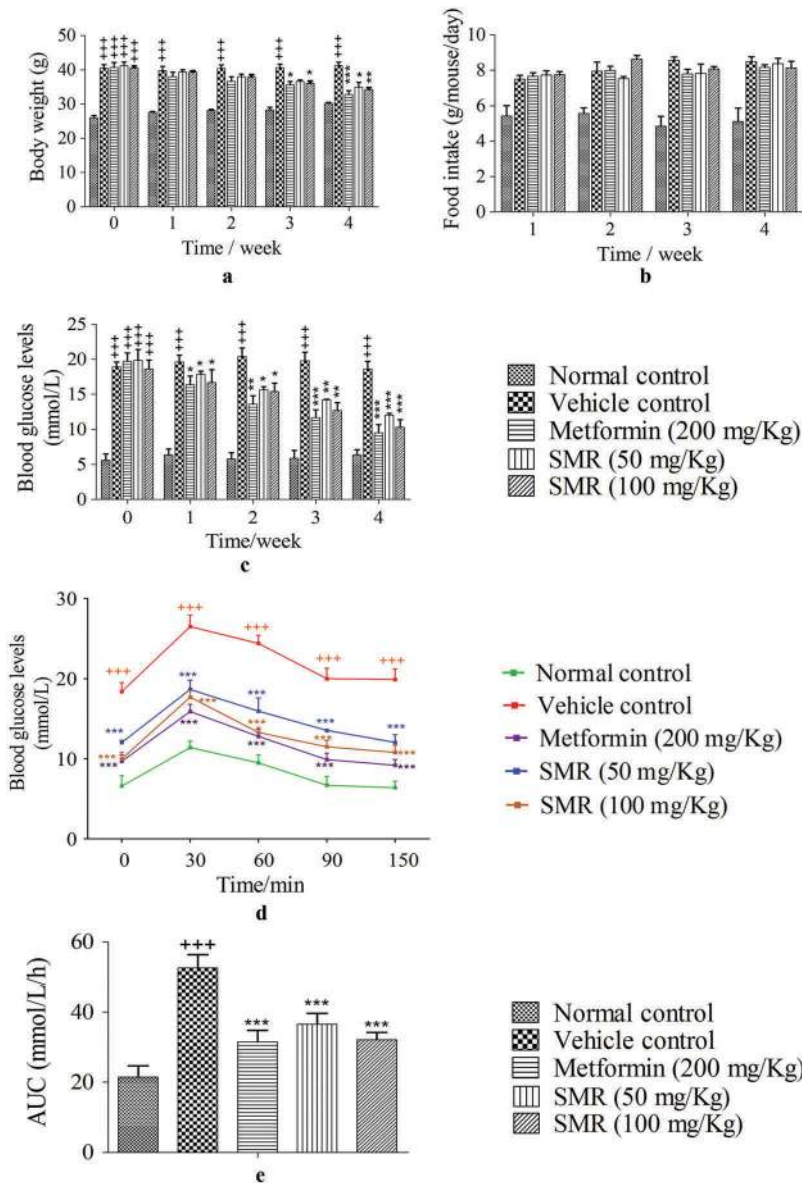 Body weight (g)
50
40
30
20
10
0
+++
+++
+++
+++
+++
+++
+++
* *
+++
+++
*** * **
0 1 2 3 4
Time / week
a
Food intake (g/mouse/day)
10
8
6
4
2
0
1 2 3 4
Time / week
b
Blood glucose levels
(mmol/L)
25
20
15
10
5
0
+++
+++
+++
+++
+++
* * *
+++
** * *
+++
*** ** **
+++
*** *** ***
0 1 2 3 4
Time/week
c
Normal control
Vehicle control
Metformin (200 mg/Kg)
SMR (50 mg/Kg)
SMR (100 mg/Kg)
Blood glucose levels
(mmol/L)
30
20
10
0
+++ +++ +++ +++ +++
*** *** *** *** ***
*** *** *** *** ***
*** *** *** *** ***
0 30 60 90 150
Time/min
d
Normal control
Vehicle control
Metformin (200 mg/Kg)
SMR (50 mg/Kg)
SMR (100 mg/Kg)
AUC (mmol/L/h)
60
40
20
0
+++
*** *** ***
e
Normal control
Vehicle control
Metformin (200 mg/Kg)
SMR (50 mg/Kg)
SMR (100 mg/Kg)